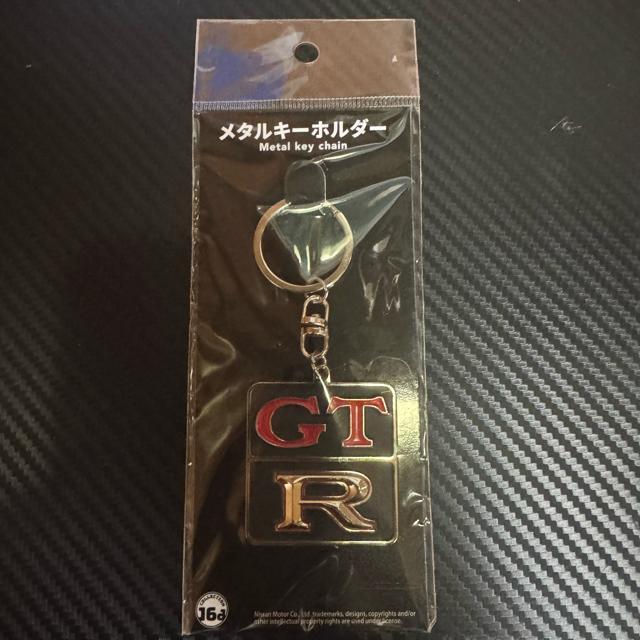 メタルキーホルダー
Metal key chain
GT
R
Nissan Motor Co., Ltd. trademarks, designs, copyrights and/or
other intellectual property rights are used under license.
J6d